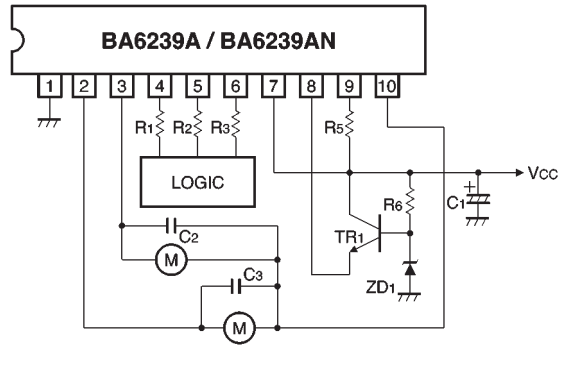 BA6239A / BA6239AN
1 2 3 4 5 6 7 8 9 10
R1 R2 R3 R5
LOGIC
VCC
R6
C1
+
TR1
C2
M
C3
ZD1
M